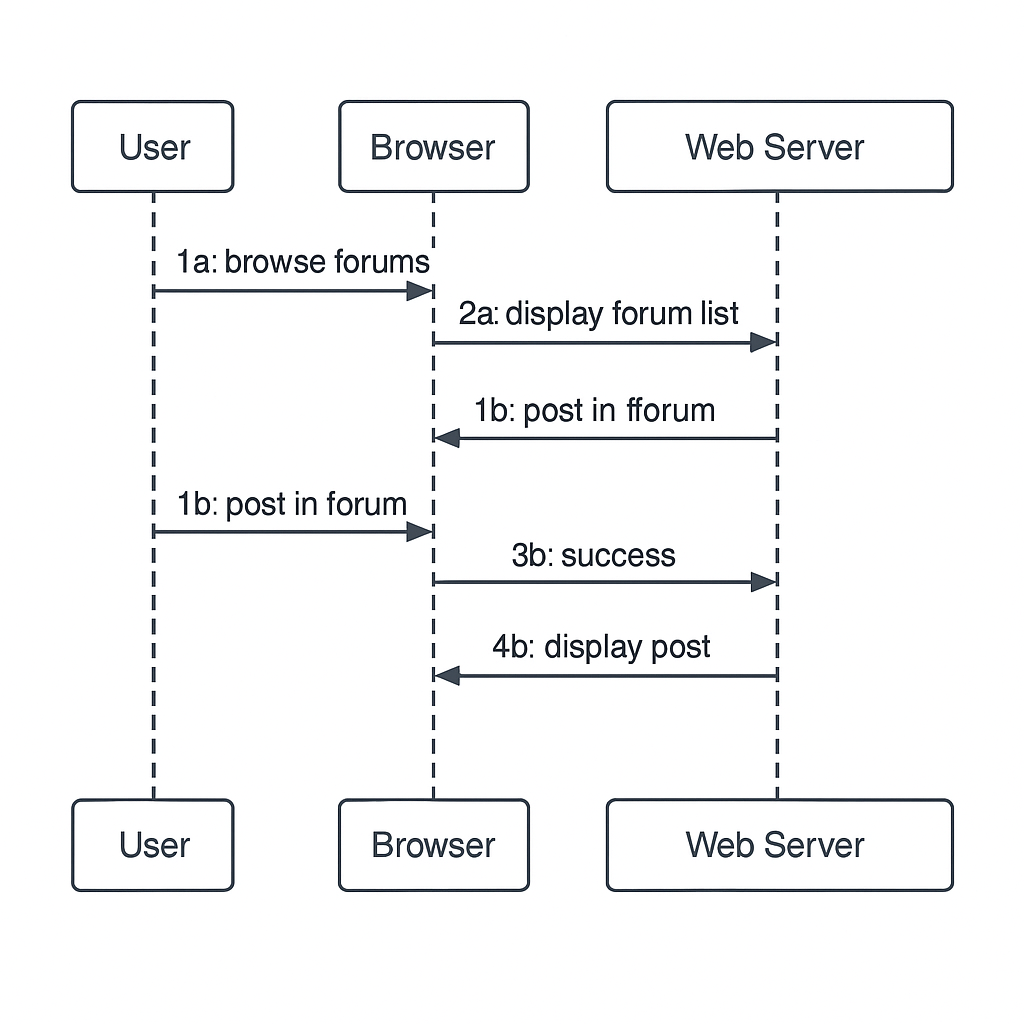 User
Browser
Web Server
1a: browse forums
2a: display forum list
1b: post in fforum
1b: post in forum
3b: success
4b: display post
User
Browser
Web Server